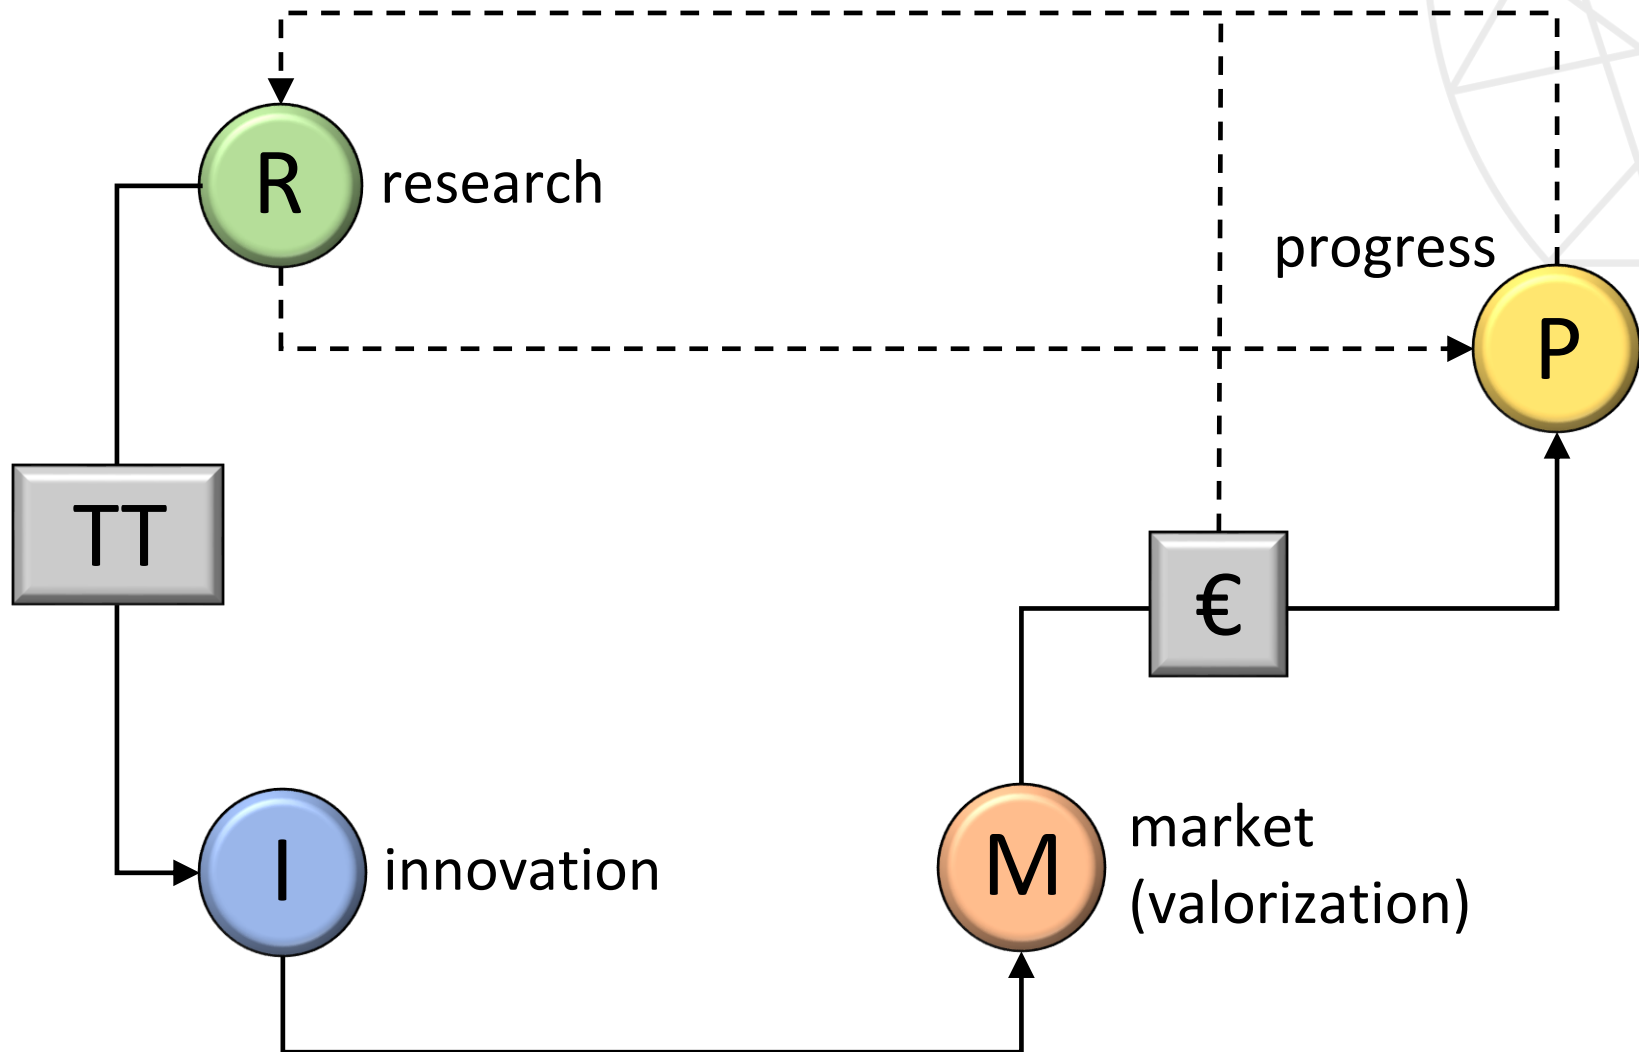 R
research
progress
P
TT
€
I
innovation
M
market
(valorization)